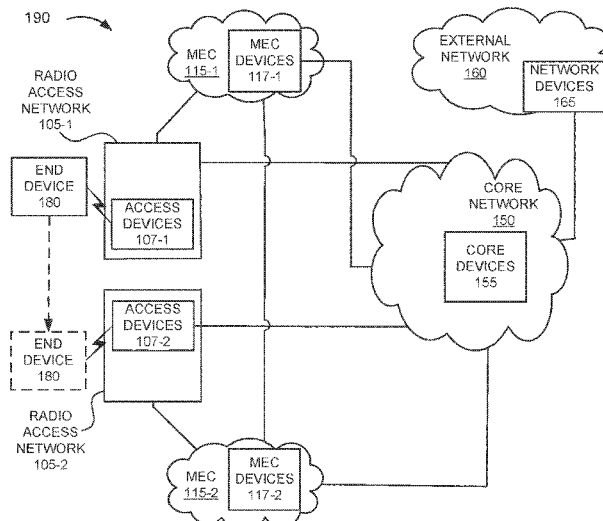 190
RADIO
ACCESS
NETWORK
105-1
MEC
115-1
MEC
DEVICES
117-1
EXTERNAL
NETWORK
160
NETWORK
DEVICES
165
END
DEVICE
180
ACCESS
DEVICES
107-1
CORE
NETWORK
150
CORE
DEVICES
155
ACCESS
DEVICES
107-2
END
DEVICE
180
RADIO
ACCESS
NETWORK
105-2
MEC
115-2
MEC
DEVICES
117-2